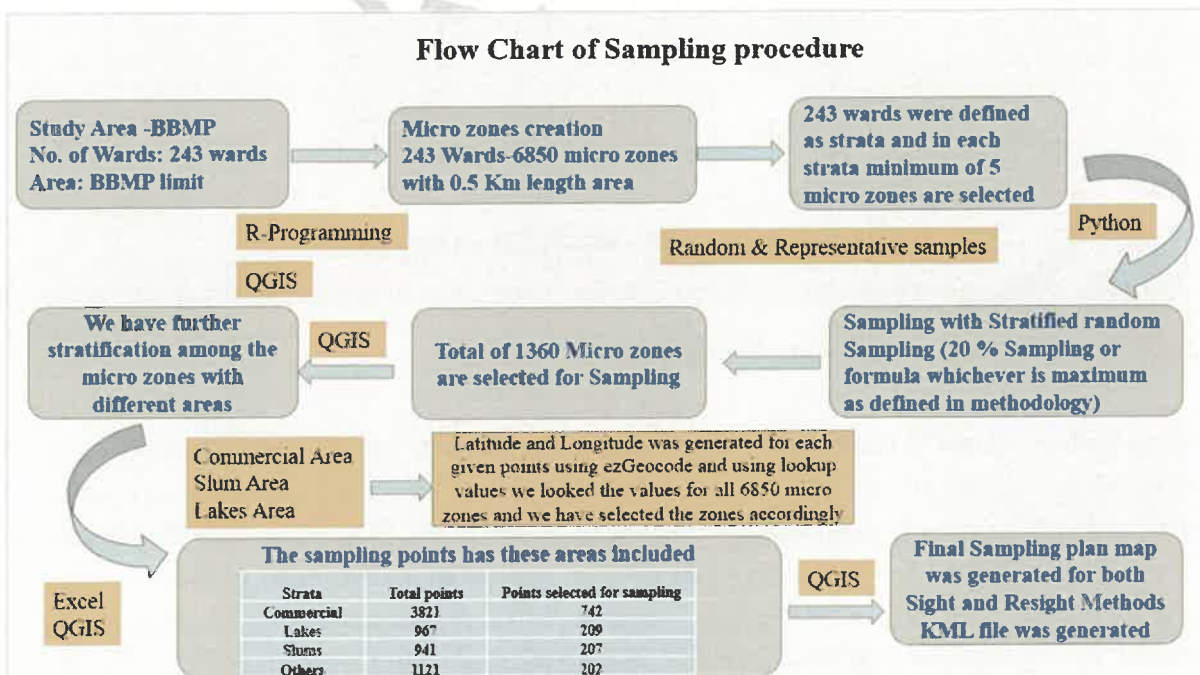 Flow Chart of Sampling procedure
Study Area -BBMP
No. of Wards: 243 wards
Area: BBMP limit
Micro zones creation
243 Wards-6850 micro zones
with 0.5 Km length area
243 wards were defined
as strata and in each
strata minimum of 5
micro zones are selected
R-Programming
QGIS
Random & Representative samples
Python
Sampling with Stratified random
Sampling (20 % Sampling or
formula whichever is maximum
as defined in methodology)
Total of 1360 Micro zones
are selected for Sampling
QGIS
We have further
stratification among the
micro zones with
different areas
Commercial Area
Slum Area
Lakes Area
Latitude and Longitude was generated for each
given points using ezGeocode and using lookup
values we looked the values for all 6850 micro
zones and we have selected the zones accordingly
Excel
QGIS
The sampling points has these areas included
Strata Total points Points selected for sampling
Commercial 3821 742
Lakes 967 209
Slums 941 207
Others 1121 202
QGIS
Final Sampling plan map
was generated for both
Sight and Resight Methods
KML file was generated